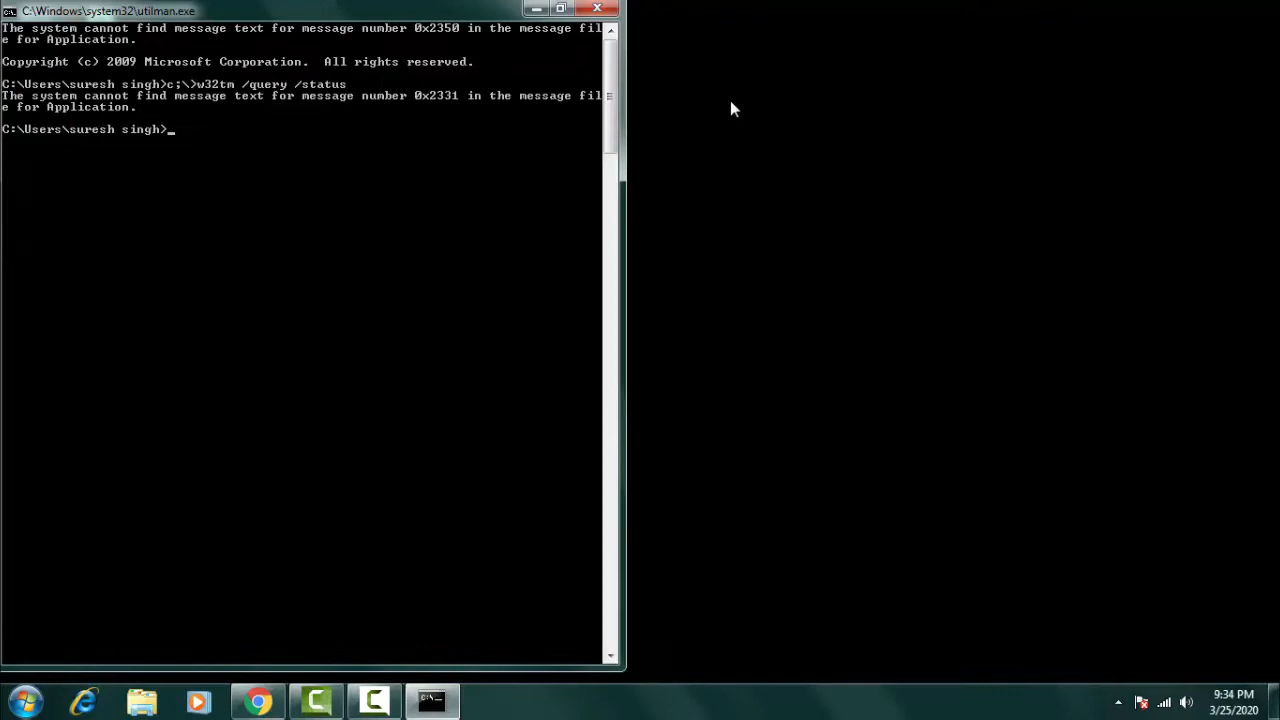 C:\Windows\system32\utilman.exe
The system cannot find message text for message number 0x2350 in the message fil
e for Application.
Copyright (c) 2009 Microsoft Corporation.  All rights reserved.
C:\Users\suresh singh>c;\>w32tm /query /status
The system cannot find message text for message number 0x2331 in the message fil
e for Application.
C:\Users\suresh singh>_
9:34 PM
3/25/2020